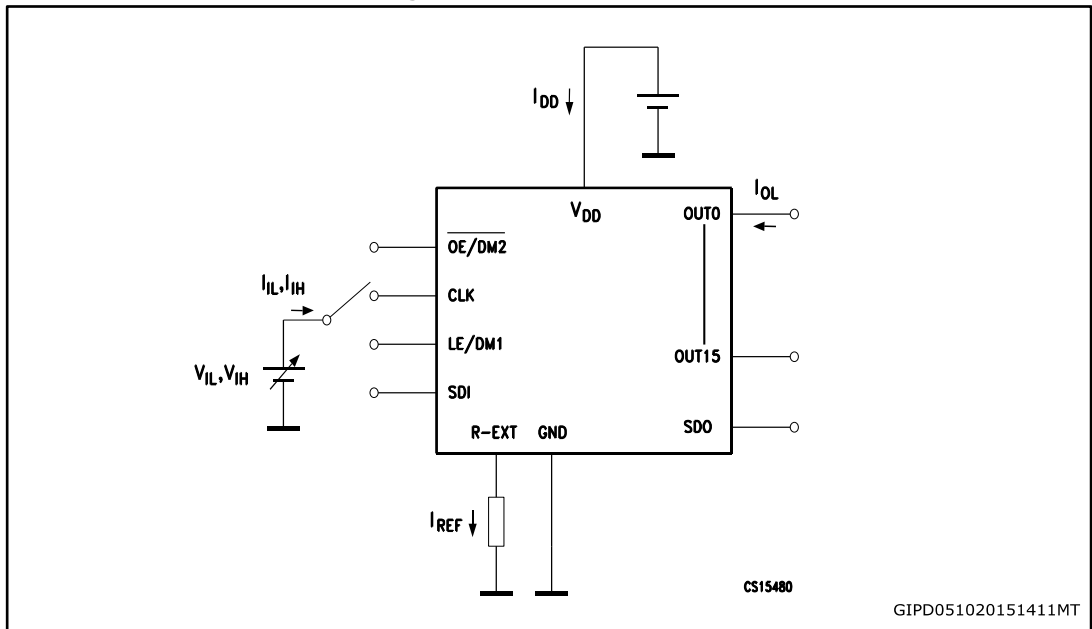 I_DD
V_DD
I_OL
OUT0
OE/DM2
I_IL,I_IH
CLK
LE/DM1
OUT15
V_IL,V_IH
SDI
SDO
R-EXT GND
I_REF
CS15480
GIPD051020151411MT